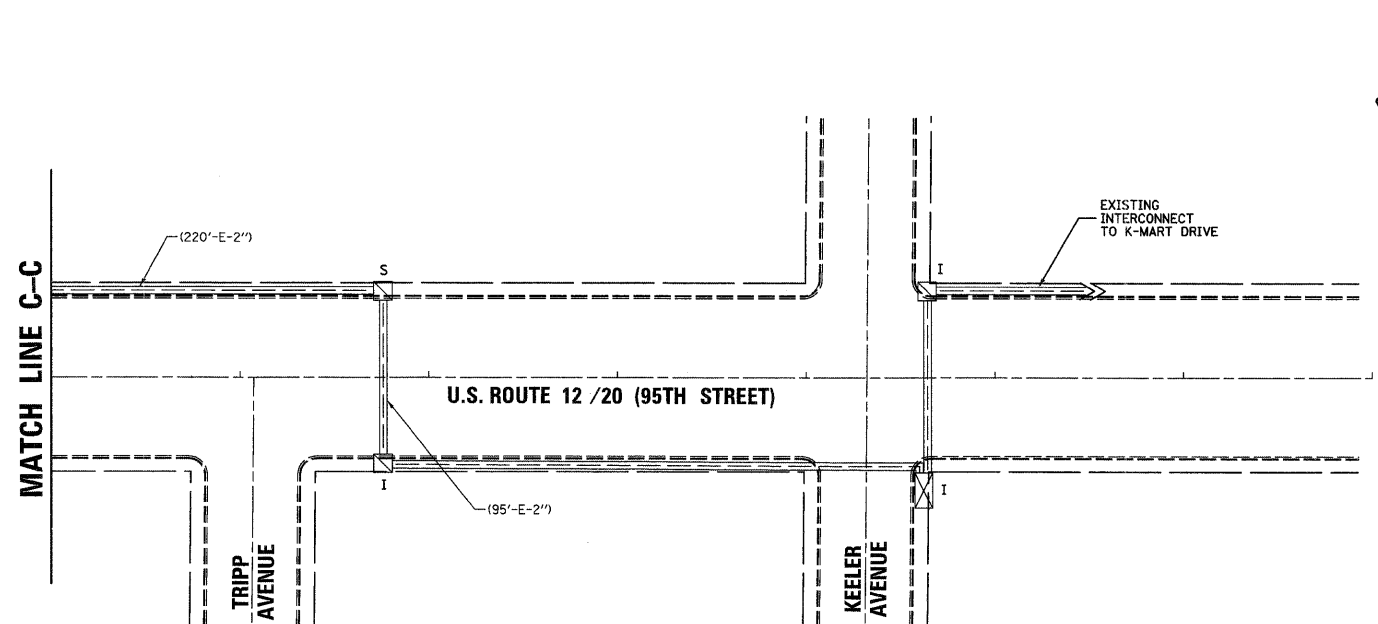 EXISTING
INTERCONNECT
TO K-MART DRIVE
(220'-E-2")
S
I
MATCH LINE C-C
U.S. ROUTE 12 /20 (95TH STREET)
I
I
(95'-E-2")
TRIPP
AVENUE
KEELER
AVENUE